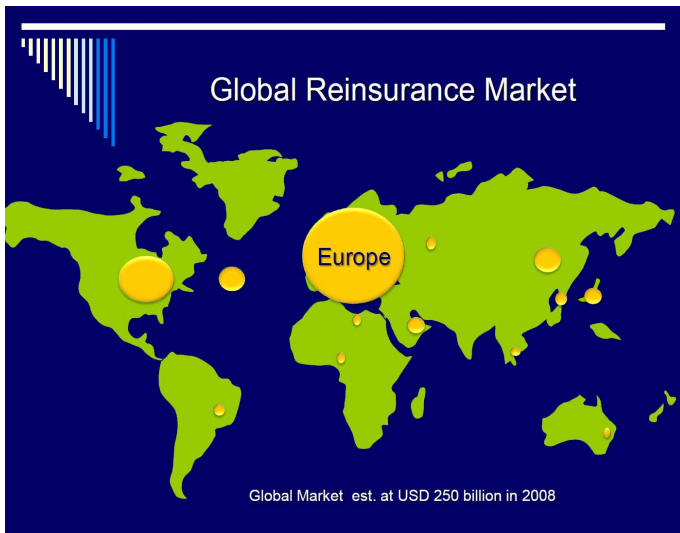 Global Reinsurance Market
Europe
Global Market est. at USD 250 billion in 2008